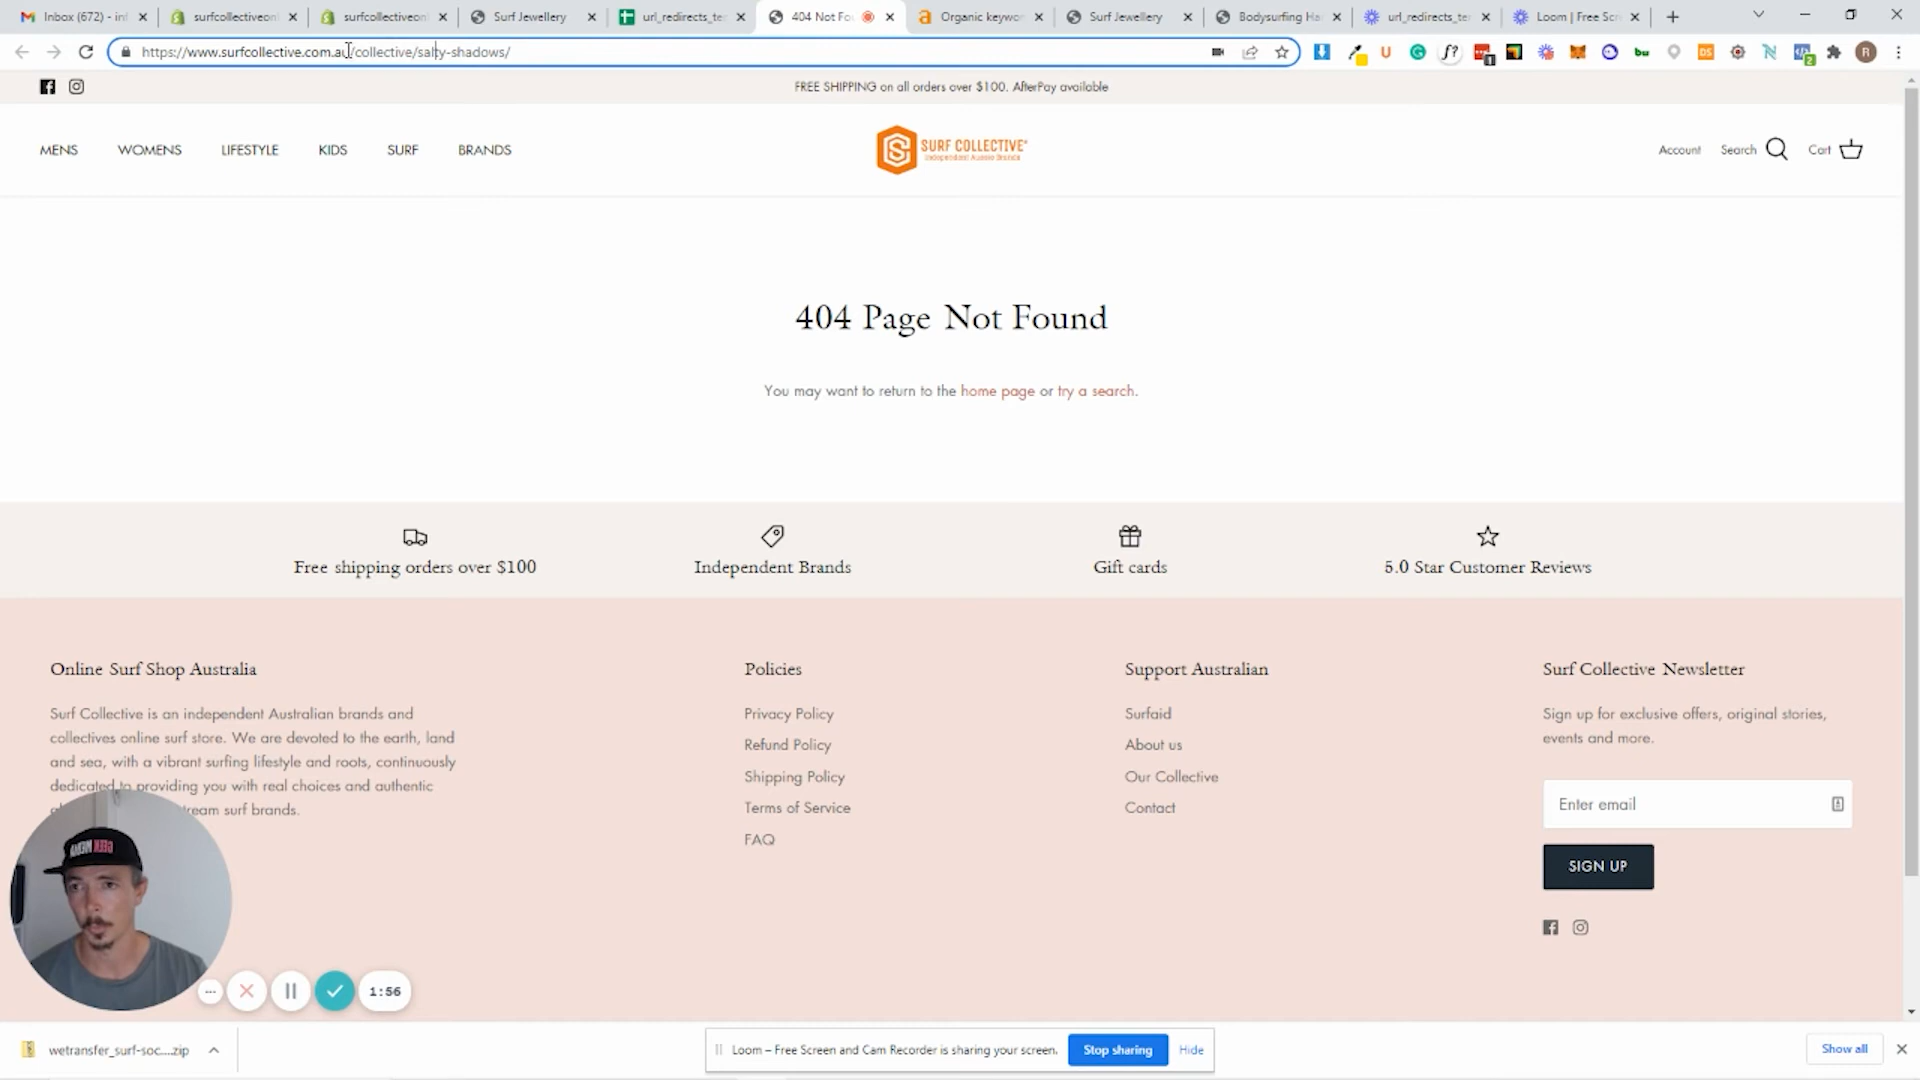 Inbox (672) - in
surfcollectiveon
surfcollectiveon
Surf Jewellery
url_redirects_te
404 Not Fo
Organic keywo
Surf Jewellery
Bodysurfing Ha
url_redirects_te
Loom | Free Scr
https://www.surfcollective.com.au/collective/salty-shadows/
FREE SHIPPING on all orders over $100. AfterPay available
MENS
WOMENS
LIFESTYLE
KIDS
SURF
BRANDS
SURF COLLECTIVE
Independent Aussie Brands
Account
Search
Cart
404 Page Not Found
You may want to return to the home page or try a search.
Free shipping orders over $100
Independent Brands
Gift cards
5.0 Star Customer Reviews
Online Surf Shop Australia
Surf Collective is an independent Australian brands and
collectives online surf store. We are devoted to the earth, land
and sea, with a vibrant surfing lifestyle and roots, continuously
dedicated to providing you with real choices and authentic
ream surf brands.
Policies
Privacy Policy
Refund Policy
Shipping Policy
Terms of Service
FAQ
Support Australian
Surfaid
About us
Our Collective
Contact
Surf Collective Newsletter
Sign up for exclusive offers, original stories,
events and more.
Enter email
SIGN UP
1:56
wetransfer_surf-soc....zip
Loom – Free Screen and Cam Recorder is sharing your screen.
Stop sharing
Hide
Show all